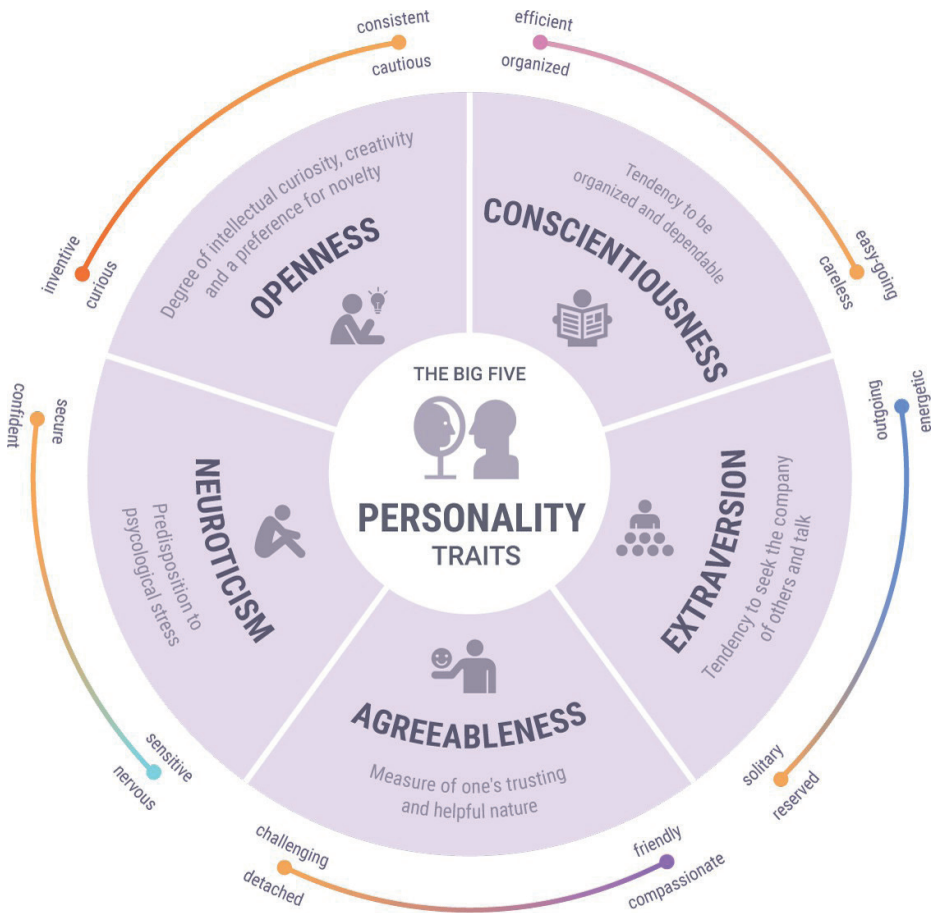 THE BIG FIVE
PERSONALITY
TRAITS
consistent
cautious
inventive
curious
Degree of intellectual curiosity, creativity
and a preference for novelty
OPENNESS
efficient
organized
easy-going
careless
Tendency to be
organized and dependable
CONSCIENTIOUSNESS
energetic
outgoing
solitary
reserved
EXTRAVERSION
Tendency to seek the company
of others and talk
AGREEABLENESS
Measure of one's trusting
and helpful nature
challenging
detached
friendly
compassionate
secure
confident
sensitive
nervous
NEUROTICISM
Predisposition to
psycological stress